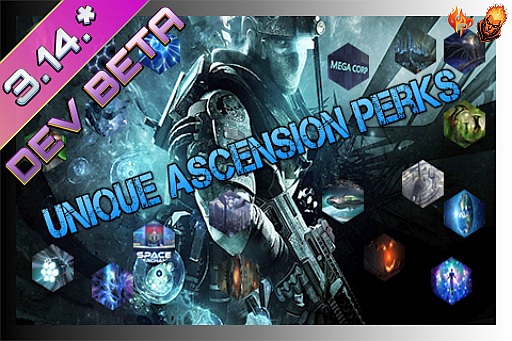 3.14.*
DEV BETA
MEGA CORP
UNIQUE ASCENSION PERKS
SPACE